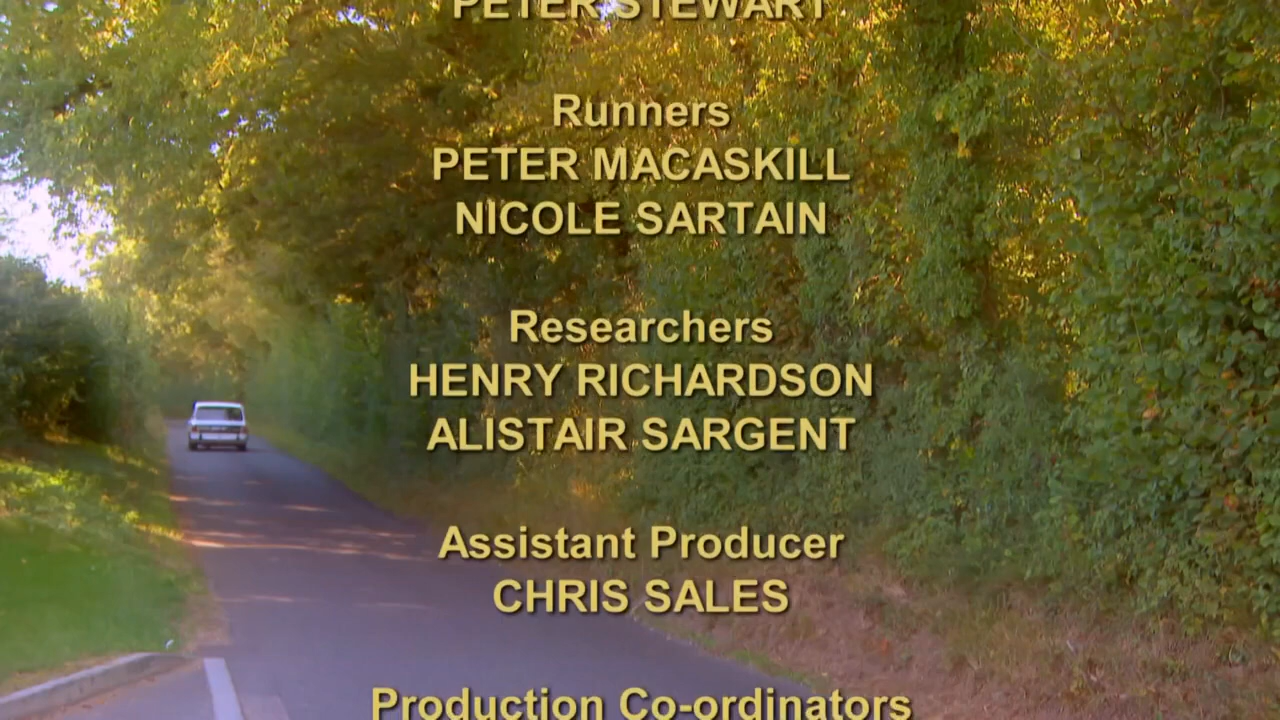 PETER STEWART
Runners
PETER MACASKILL
NICOLE SARTAIN
Researchers
HENRY RICHARDSON
ALISTAIR SARGENT
Assistant Producer
CHRIS SALES
Production Co-ordinators